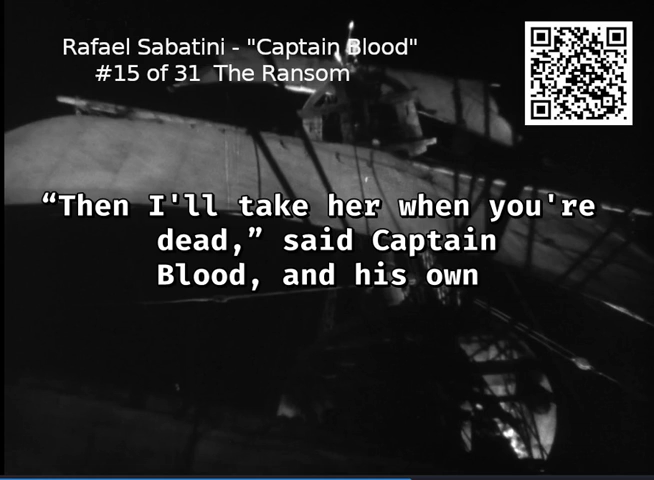 Rafael Sabatini - "Captain Blood"
#15 of 31  The Ransom
“Then I'll take her when you're
dead,” said Captain
Blood, and his own